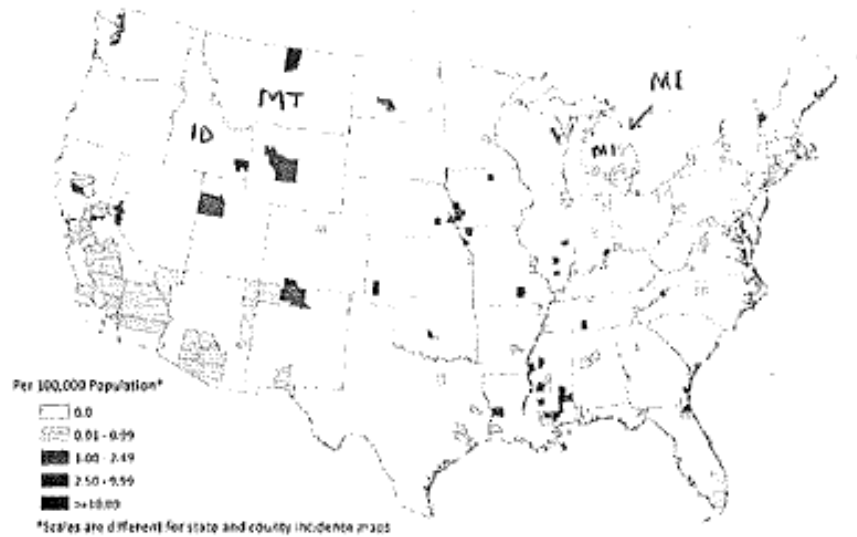 MI
MT
ID
MI
Per 100,000 Population*
0.0
0.01 - 0.99
1.00 - 2.49
2.50 - 9.99
>=10.00
*Scales are different for state and county incidence maps